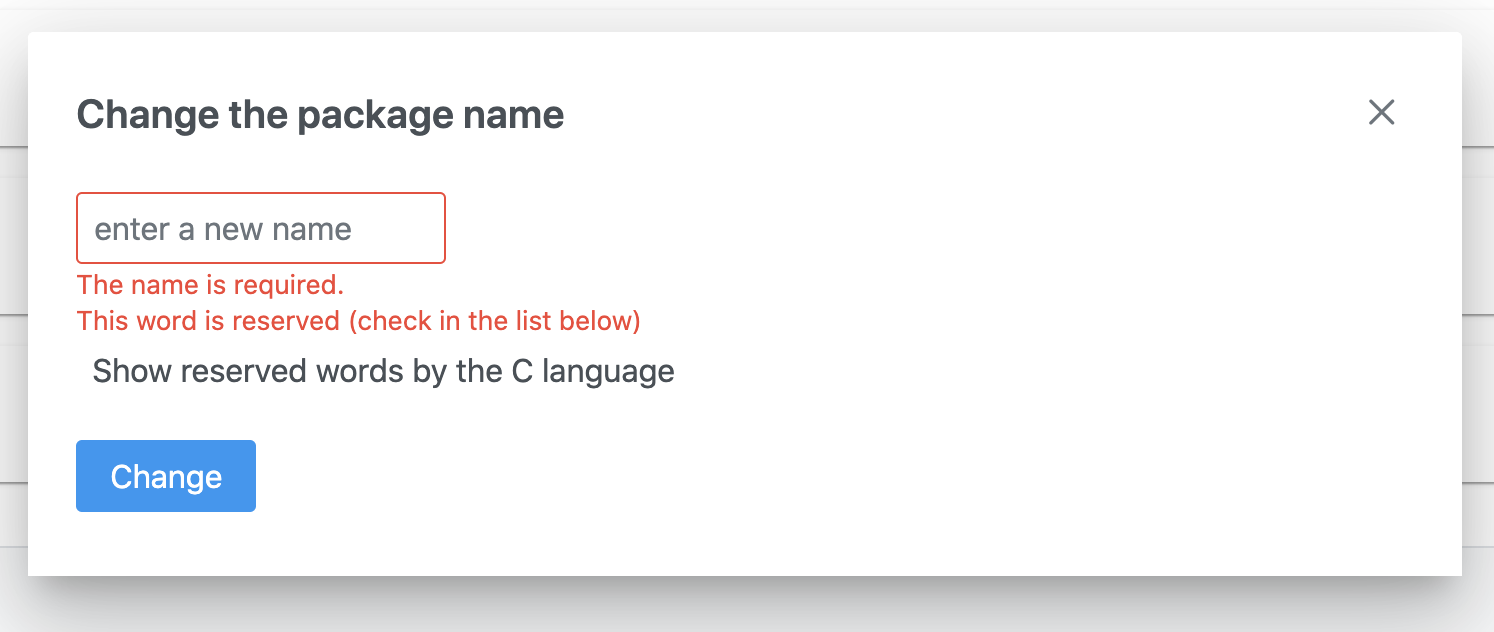 Change the package name
enter a new name
The name is required.
This word is reserved (check in the list below)
Show reserved words by the C language
Change